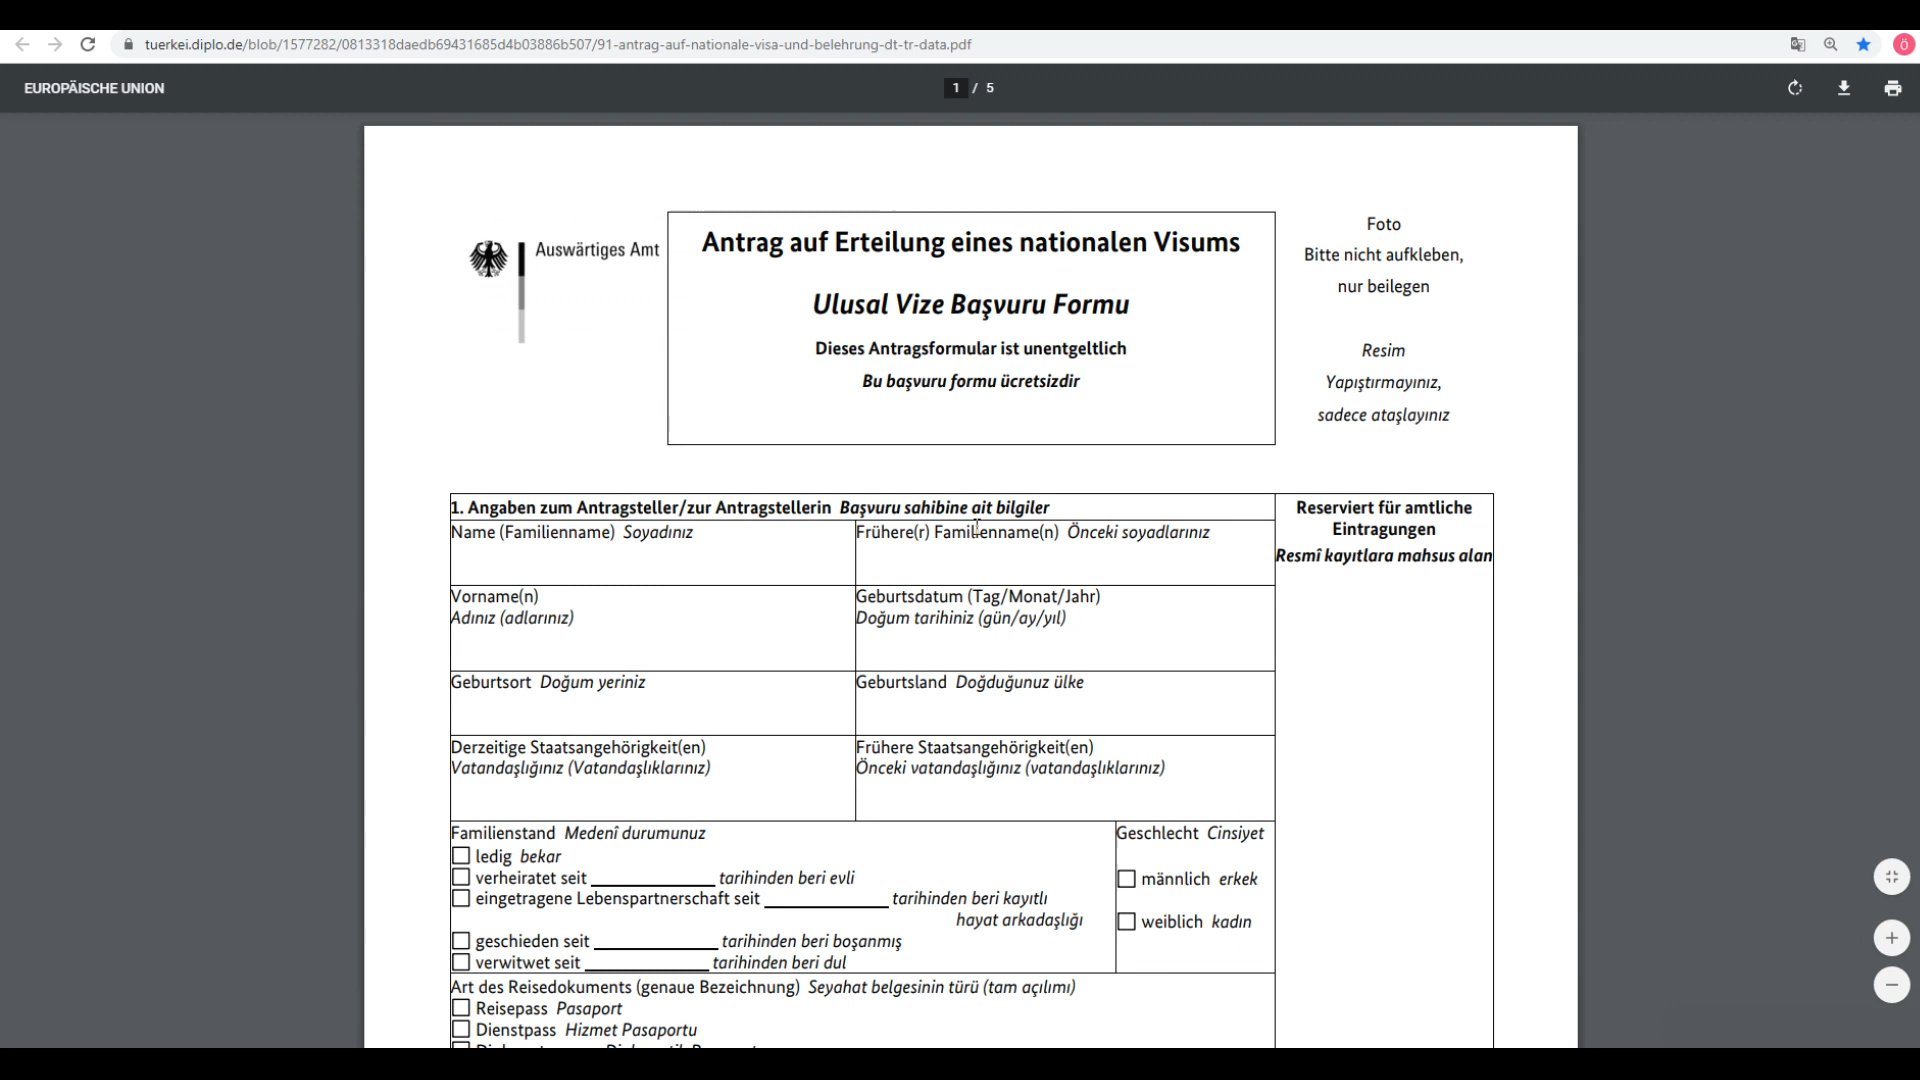 tuerkei.diplo.de/blob/1577282/0813318daedb69431685d4b03886b507/91-antrag-auf-nationale-visa-und-belehrung-dt-tr-data.pdf
Ö
EUROPÄISCHE UNION
1 / 5
Auswärtiges Amt
Antrag auf Erteilung eines nationalen Visums
Ulusal Vize Başvuru Formu
Dieses Antragsformular ist unentgeltlich
Bu başvuru formu ücretsizdir
Foto
Bitte nicht aufkleben,
nur beilegen
Resim
Yapıştırmayınız,
sadece ataşlayınız
1. Angaben zum Antragsteller/zur Antragstellerin Başvuru sahibine ait bilgiler
Reserviert für amtliche
Eintragungen
Resmî kayıtlara mahsus alan
Name (Familienname) Soyadınız
Frühere(r) Familienname(n) Önceki soyadlarınız
Vorname(n)
Adınız (adlarınız)
Geburtsdatum (Tag/Monat/Jahr)
Doğum tarihiniz (gün/ay/yıl)
Geburtsort Doğum yeriniz
Geburtsland Doğduğunuz ülke
Derzeitige Staatsangehörigkeit(en)
Vatandaşlığınız (Vatandaşlıklarınız)
Frühere Staatsangehörigkeit(en)
Önceki vatandaşlığınız (vatandaşlıklarınız)
Familienstand Medenî durumunuz
ledig bekar
verheiratet seit ____________ tarihinden beri evli
eingetragene Lebenspartnerschaft seit ____________ tarihinden beri kayıtlı
hayat arkadaşlığı
geschieden seit ____________ tarihinden beri boşanmış
verwitwet seit ____________ tarihinden beri dul
Geschlecht Cinsiyet
männlich erkek
weiblich kadın
Art des Reisedokuments (genaue Bezeichnung) Seyahat belgesinin türü (tam açılımı)
Reisepass Pasaport
Dienstpass Hizmet Pasaportu